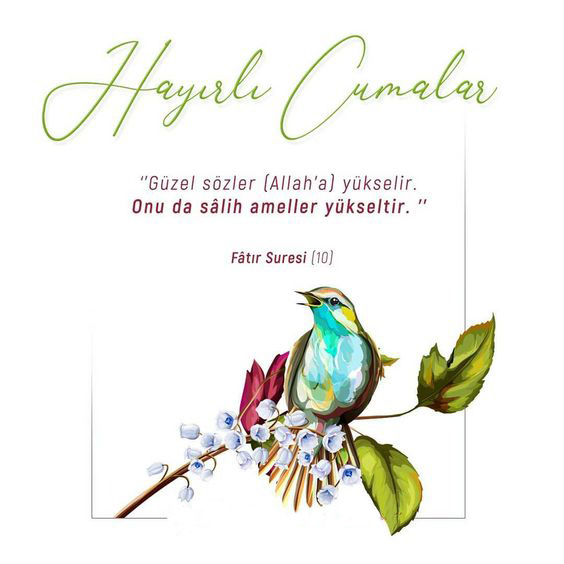 Hayırlı Cumalar
"Güzel sözler (Allah'a) yükselir.
Onu da sâlih ameller yükseltir. "
Fâtır Suresi (10)